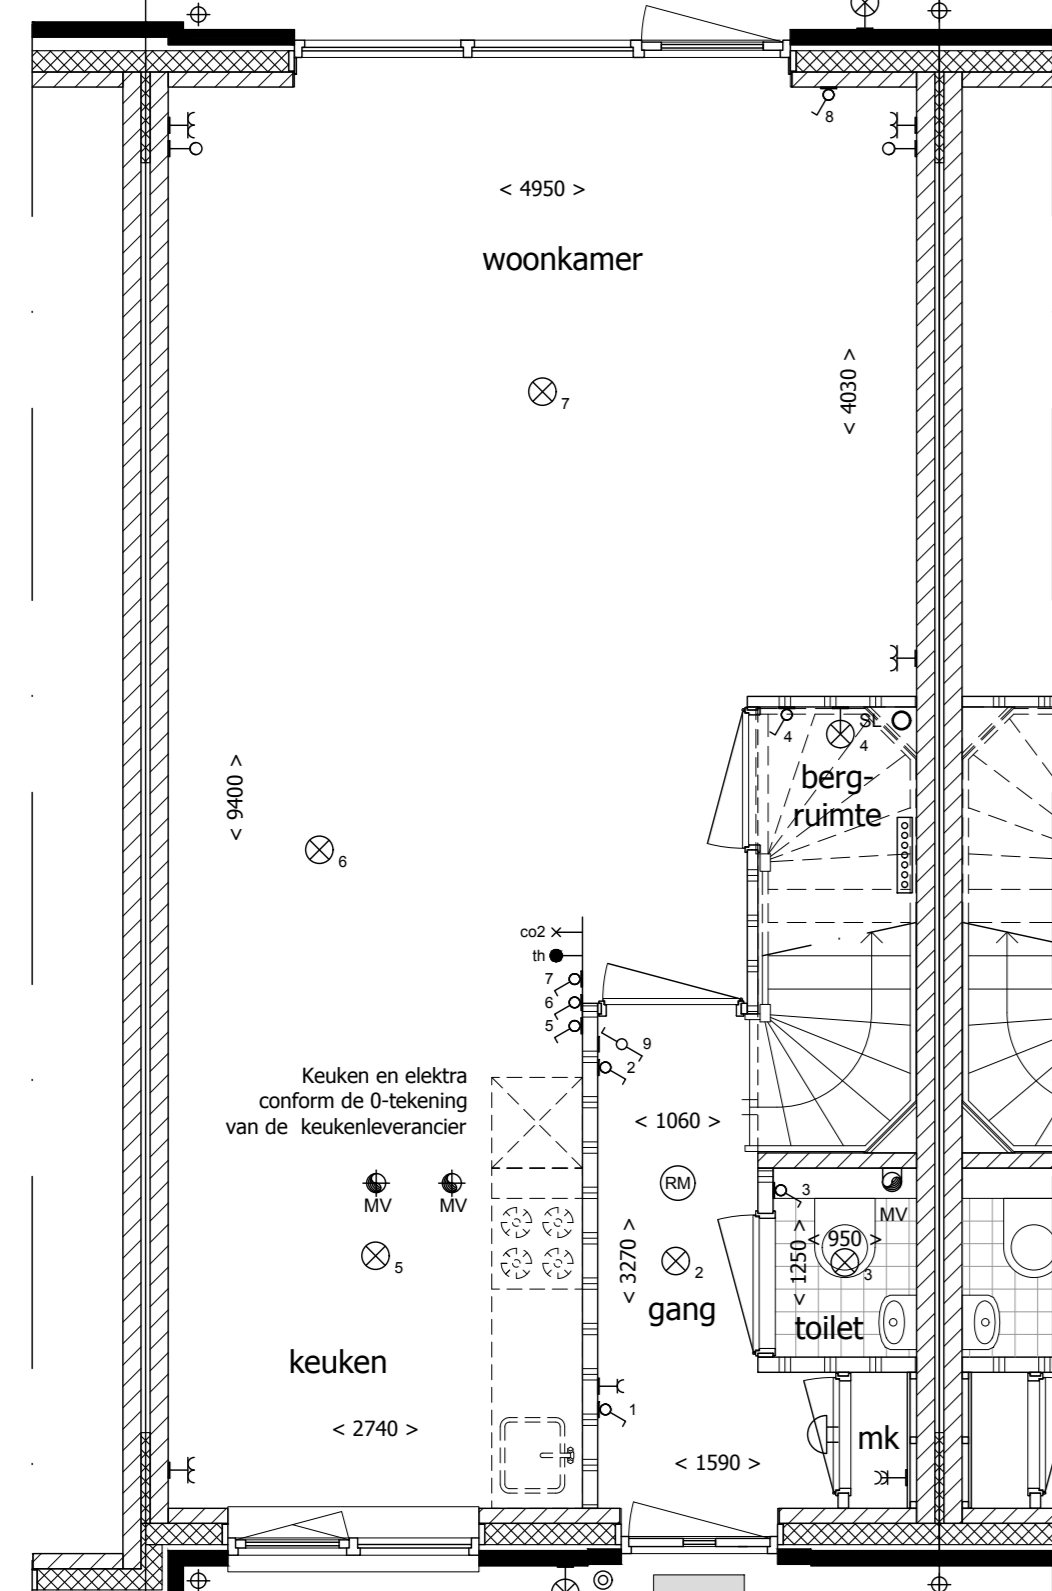 8
< 4950 >
woonkamer
< 4030 >
7
SL
4
4
berg-
ruimte
< 9400 >
6
co2
th
7
6
5
9
2
Keuken en elektra
conform de 0-tekening
van de keukenleverancier
< 1060 >
RM
MV
MV
3
MV
5
< 3270 >
2
gang
< 1250 >
< 950 >
3
toilet
keuken
1
< 2740 >
mk
< 1590 >